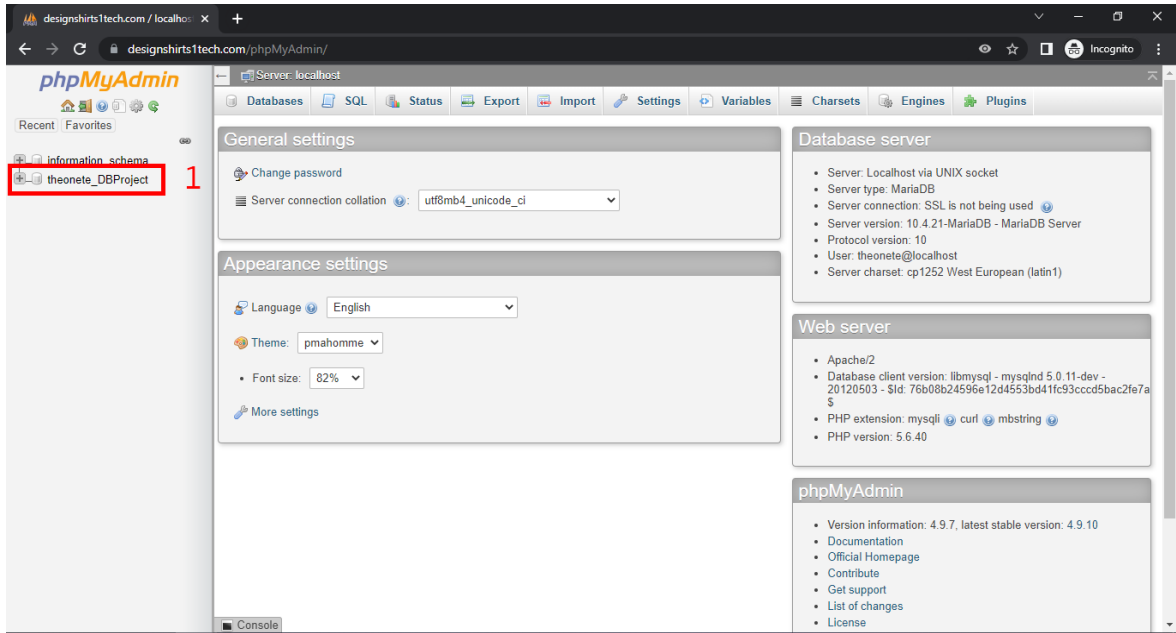 designshirts1tech.com / localhos
designshirts1tech.com/phpMyAdmin/
Incognito
phpMyAdmin
Recent Favorites
information_schema
theonete_DBProject
1
Server: localhost
Databases SQL Status Export Import Settings Variables Charsets Engines Plugins
General settings
Change password
Server connection collation : utf8mb4_unicode_ci
Appearance settings
Language English
Theme: pmahomme
• Font size: 82%
More settings
Database server
• Server: Localhost via UNIX socket
• Server type: MariaDB
• Server connection: SSL is not being used
• Server version: 10.4.21-MariaDB - MariaDB Server
• Protocol version: 10
• User: theonete@localhost
• Server charset: cp1252 West European (latin1)
Web server
• Apache/2
• Database client version: libmysql - mysqlnd 5.0.11-dev -
20120503 - $Id: 76b08b24596e12d4553bd41fc93cccd5bac2fe7a
$
• PHP extension: mysqli curl mbstring
• PHP version: 5.6.40
phpMyAdmin
• Version information: 4.9.7, latest stable version: 4.9.10
• Documentation
• Official Homepage
• Contribute
• Get support
• List of changes
• License
Console